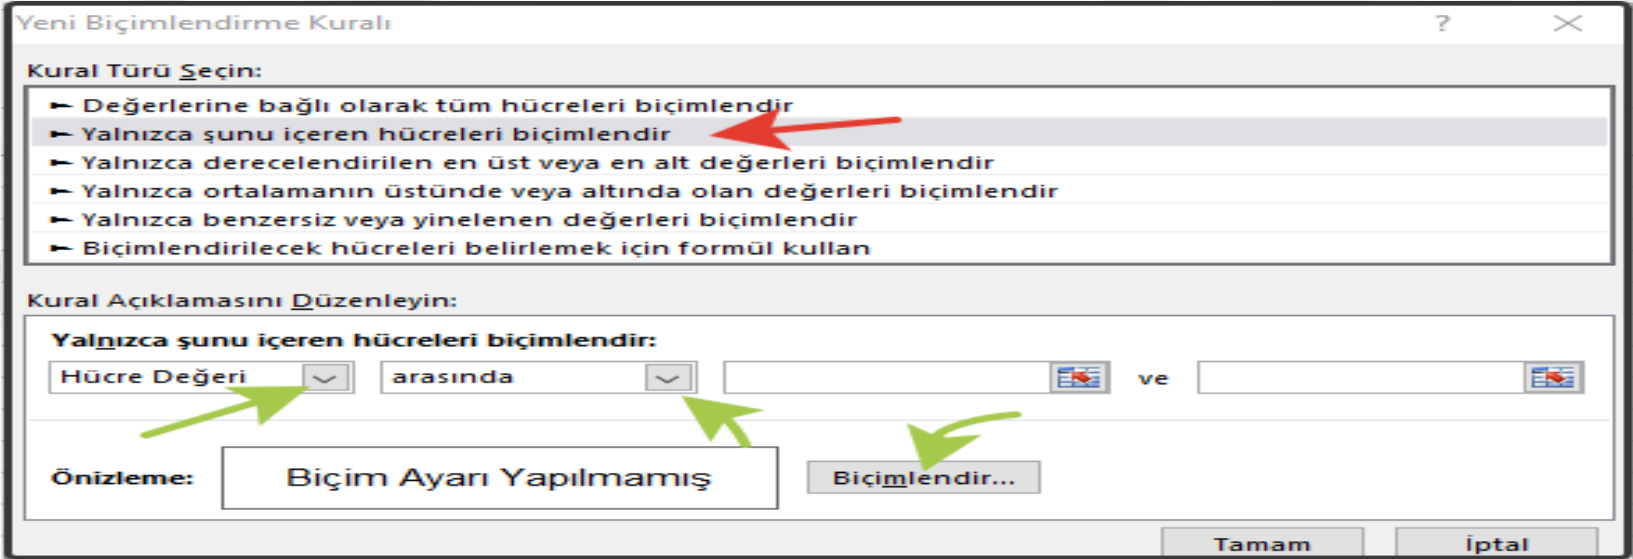 Yeni Biçimlendirme Kuralı ?
Kural Türü Seçin:
► Değerlerine bağlı olarak tüm hücreleri biçimlendir
► Yalnızca şunu içeren hücreleri biçimlendir
► Yalnızca derecelendirilen en üst veya en alt değerleri biçimlendir
► Yalnızca ortalamanın üstünde veya altında olan değerleri biçimlendir
► Yalnızca benzersiz veya yinelenen değerleri biçimlendir
► Biçimlendirilecek hücreleri belirlemek için formül kullan
Kural Açıklamasını Düzenleyin:
Yalnızca şunu içeren hücreleri biçimlendir:
Hücre Değeri arasında ve
Önizleme: Biçim Ayarı Yapılmamış Biçimlendir...
Tamam İptal